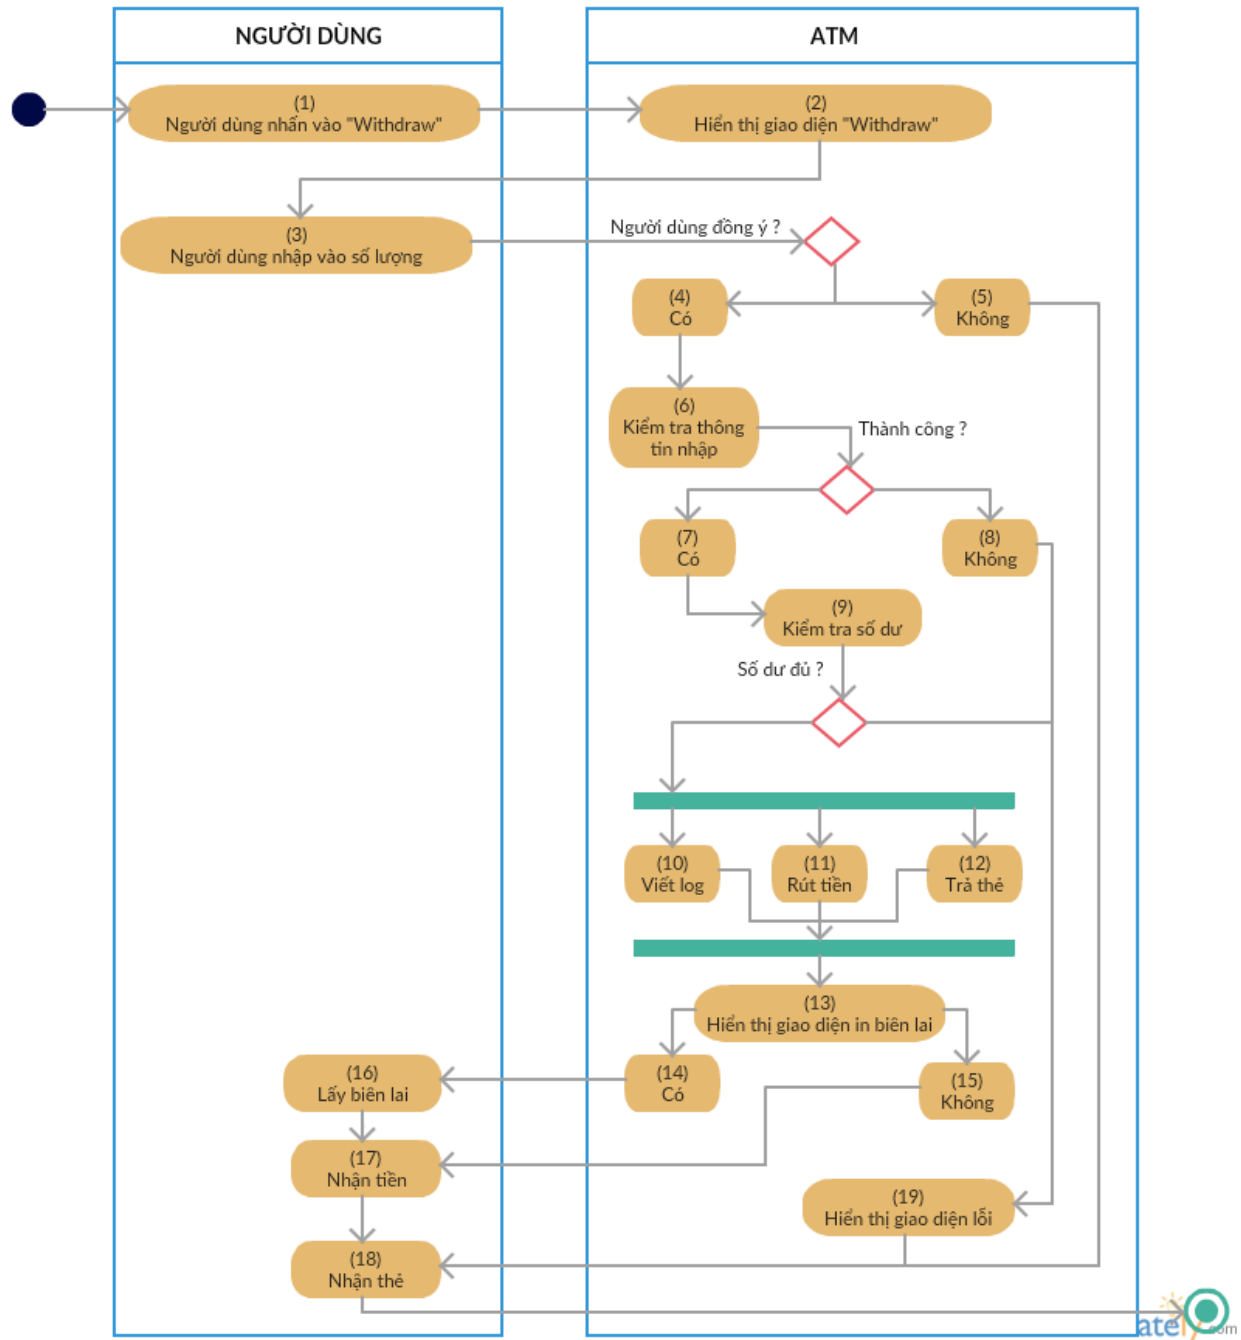 NGƯỜI DÙNG
ATM
(1)
Người dùng nhấn vào "Withdraw"
(2)
Hiển thị giao diện "Withdraw"
(3)
Người dùng nhập vào số lượng
Người dùng đồng ý ?
(4)
Có
(5)
Không
(6)
Kiểm tra thông
tin nhập
Thành công ?
(7)
Có
(8)
Không
(9)
Kiểm tra số dư
Số dư đủ ?
(10)
Viết log
(11)
Rút tiền
(12)
Trả thẻ
(13)
Hiển thị giao diện in biên lai
(14)
Có
(15)
Không
(16)
Lấy biên lai
(17)
Nhận tiền
(19)
Hiển thị giao diện lỗi
(18)
Nhận thẻ